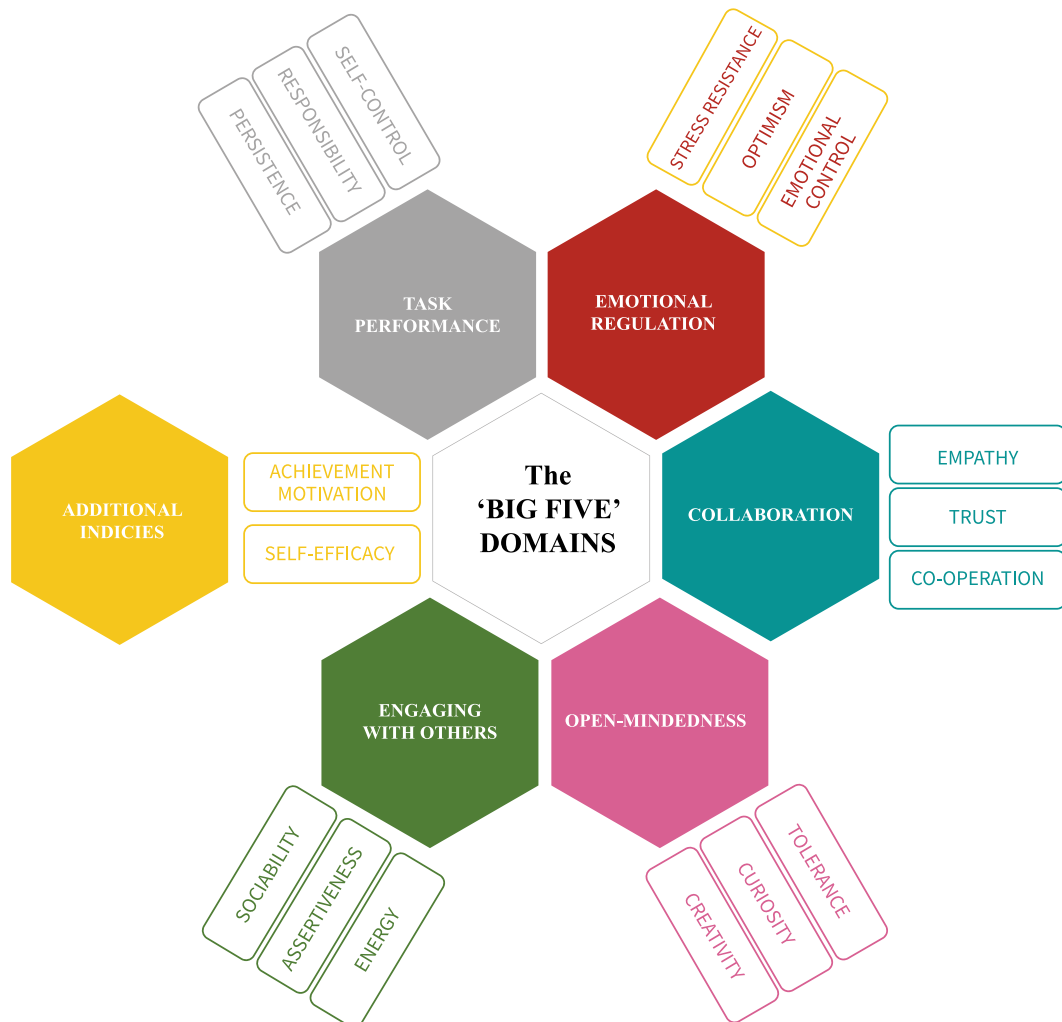 SELF-CONTROL
RESPONSIBILITY
PERSISTENCE
STRESS RESISTANCE
OPTIMISM
EMOTIONAL
CONTROL
TASK
PERFORMANCE
EMOTIONAL
REGULATION
ADDITIONAL
INDICIES
ACHIEVEMENT
MOTIVATION
SELF-EFFICACY
The
‘BIG FIVE’
DOMAINS
COLLABORATION
EMPATHY
TRUST
CO-OPERATION
ENGAGING
WITH OTHERS
OPEN-MINDEDNESS
SOCIABILITY
ASSERTIVENESS
ENERGY
CREATIVITY
CURIOSITY
TOLERANCE